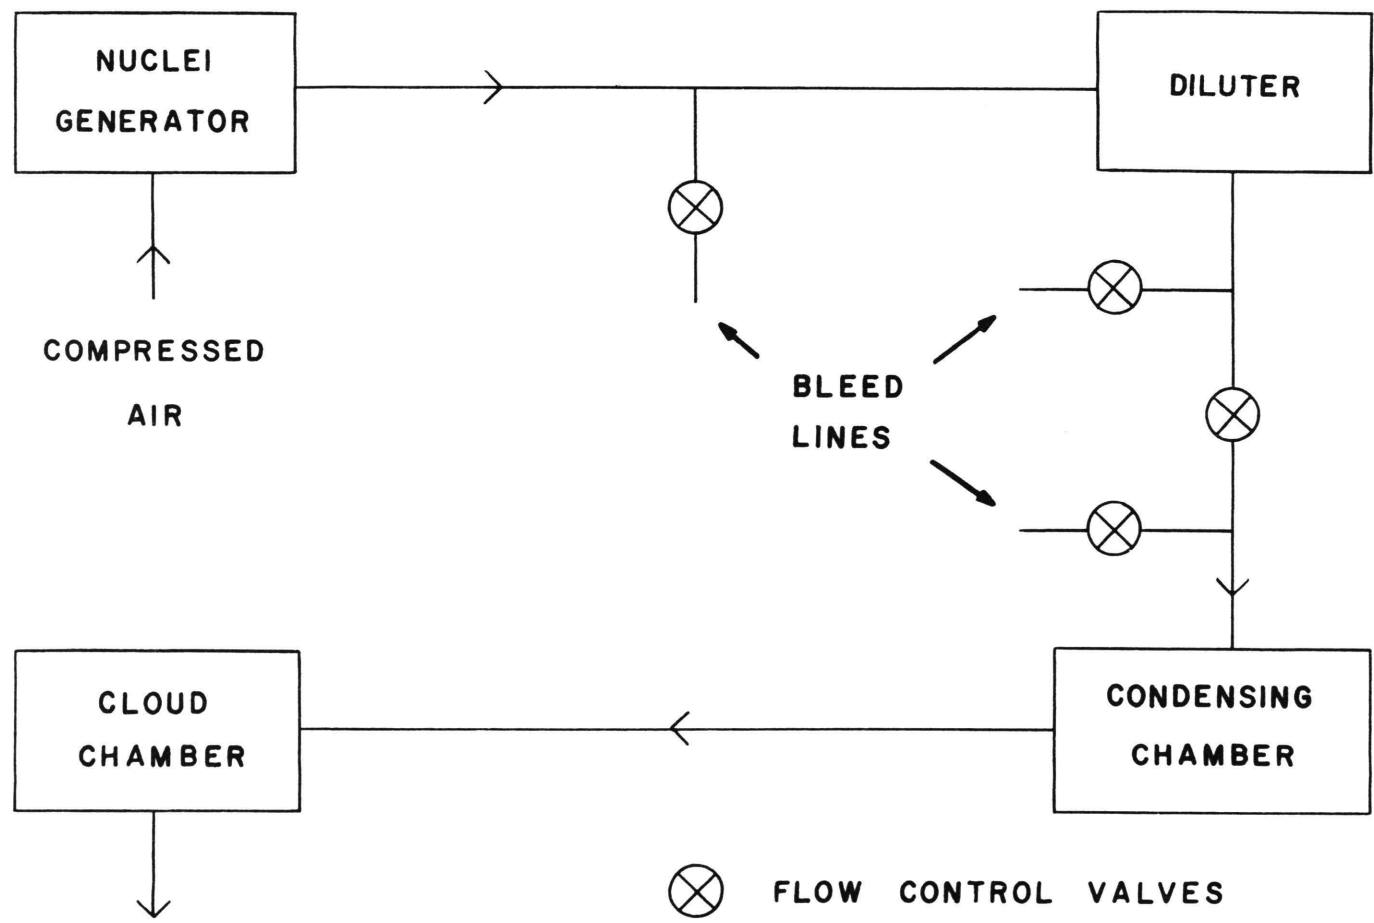 NUCLEI
GENERATOR
DILUTER
COMPRESSED
AIR
BLEED
LINES
CLOUD
CHAMBER
CONDENSING
CHAMBER
FLOW CONTROL VALVES